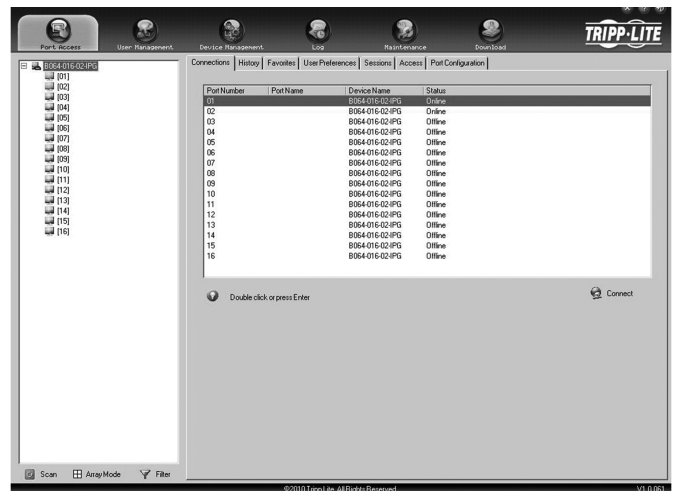 Port Access User Management Device Management Log Maintenance Download TRIPP·LITE
B064-016-02-IPG
[01]
[02]
[03]
[04]
[05]
[06]
[07]
[08]
[09]
[10]
[11]
[12]
[13]
[14]
[15]
[16]
Connections History Favorites User Preferences Sessions Access Port Configuration
Port Number Port Name Device Name Status
01 B064-016-02-IPG Online
02 B064-016-02-IPG Online
03 B064-016-02-IPG Offline
04 B064-016-02-IPG Offline
05 B064-016-02-IPG Offline
06 B064-016-02-IPG Offline
07 B064-016-02-IPG Offline
08 B064-016-02-IPG Offline
09 B064-016-02-IPG Offline
10 B064-016-02-IPG Offline
11 B064-016-02-IPG Offline
12 B064-016-02-IPG Offline
13 B064-016-02-IPG Offline
14 B064-016-02-IPG Offline
15 B064-016-02-IPG Offline
16 B064-016-02-IPG Offline
Double click or press Enter Connect
Scan Array Mode Filter
©2010 Tripp Lite. All Rights Reserved. V1.0.061